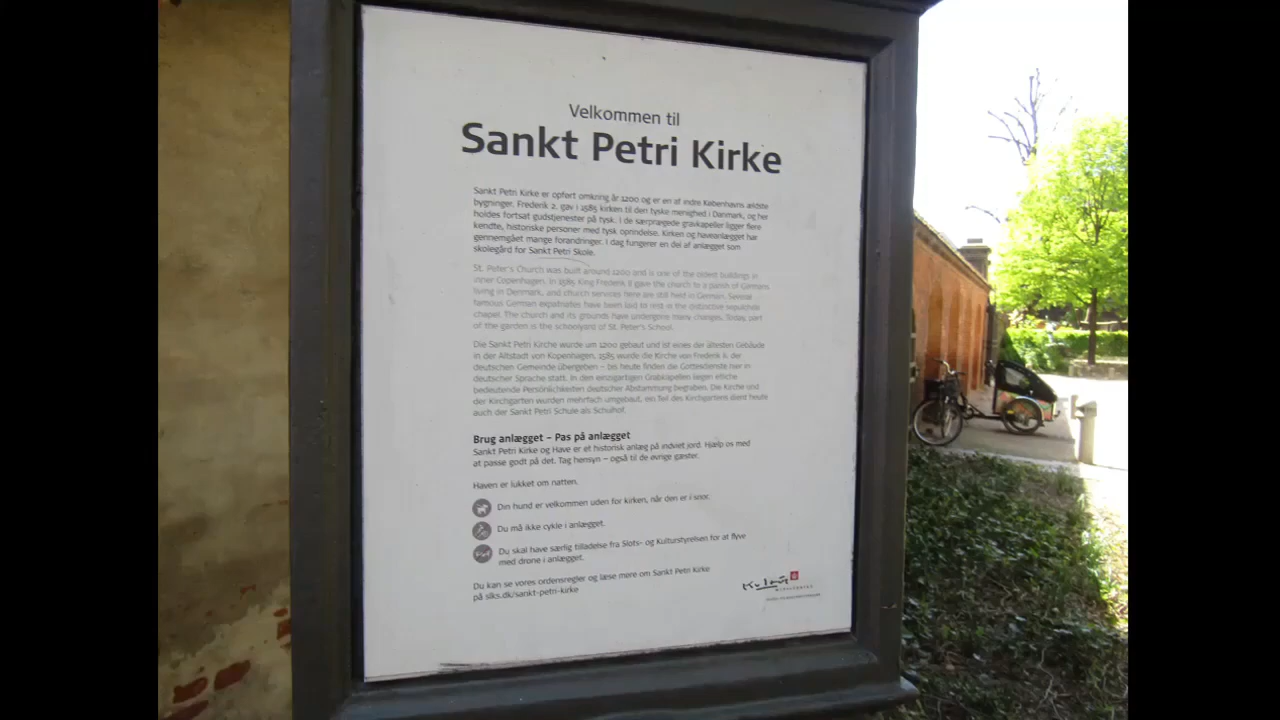 Velkommen til
Sankt Petri Kirke
Sankt Petri Kirke er opført omkring år 1200 og er en af indre Københavns ældste
bygninger. Frederik 2. gav i 1585 kirken til den tyske menighed i Danmark, og her
holdes fortsat gudstjenester på tysk. I de særprægede gravkapeller ligger flere
kendte, historiske personer med tysk oprindelse. Kirken og haveanlægget har
gennemgået mange forandringer. I dag fungerer en del af anlægget som
skolegård for Sankt Petri Skole.
St. Peter's Church was built around 1200 and is one of the oldest buildings in
inner Copenhagen. In 1585 King Frederik II gave the church to a parish of Germans
living in Denmark, and church services here are still held in German. Several
famous German expatriates have been laid to rest in the distinctive sepulchral
chapel. The church and its grounds have undergone many changes. Today, part
of the garden is the schoolyard of St. Peter's School.
Die Sankt Petri Kirche wurde um 1200 gebaut und ist eines der ältesten Gebäude
in der Altstadt von Kopenhagen. 1585 wurde die Kirche von Frederik II. der
deutschen Gemeinde übergeben – bis heute finden die Gottesdienste hier in
deutscher Sprache statt. In den einzigartigen Grabkapellen liegen etliche
bedeutende Persönlichkeiten deutscher Abstammung begraben. Die Kirche und
der Kirchgarten wurden mehrfach umgebaut, ein Teil des Kirchgartens dient heute
auch der Sankt Petri Schule als Schulhof.
Brug anlægget – Pas på anlægget
Sankt Petri Kirke og Have er et historisk anlæg på indviet jord. Hjælp os med
at passe godt på det. Tag hensyn – også til de øvrige gæster.
Haven er lukket om natten.
Din hund er velkommen uden for kirken, når den er i snor.
Du må ikke cykle i anlægget.
Du skal have særlig tilladelse fra Slots- og Kulturstyrelsen for at flyve
med drone i anlægget.
Du kan se vores ordensregler og læse mere om Sankt Petri Kirke
på slks.dk/sankt-petri-kirke